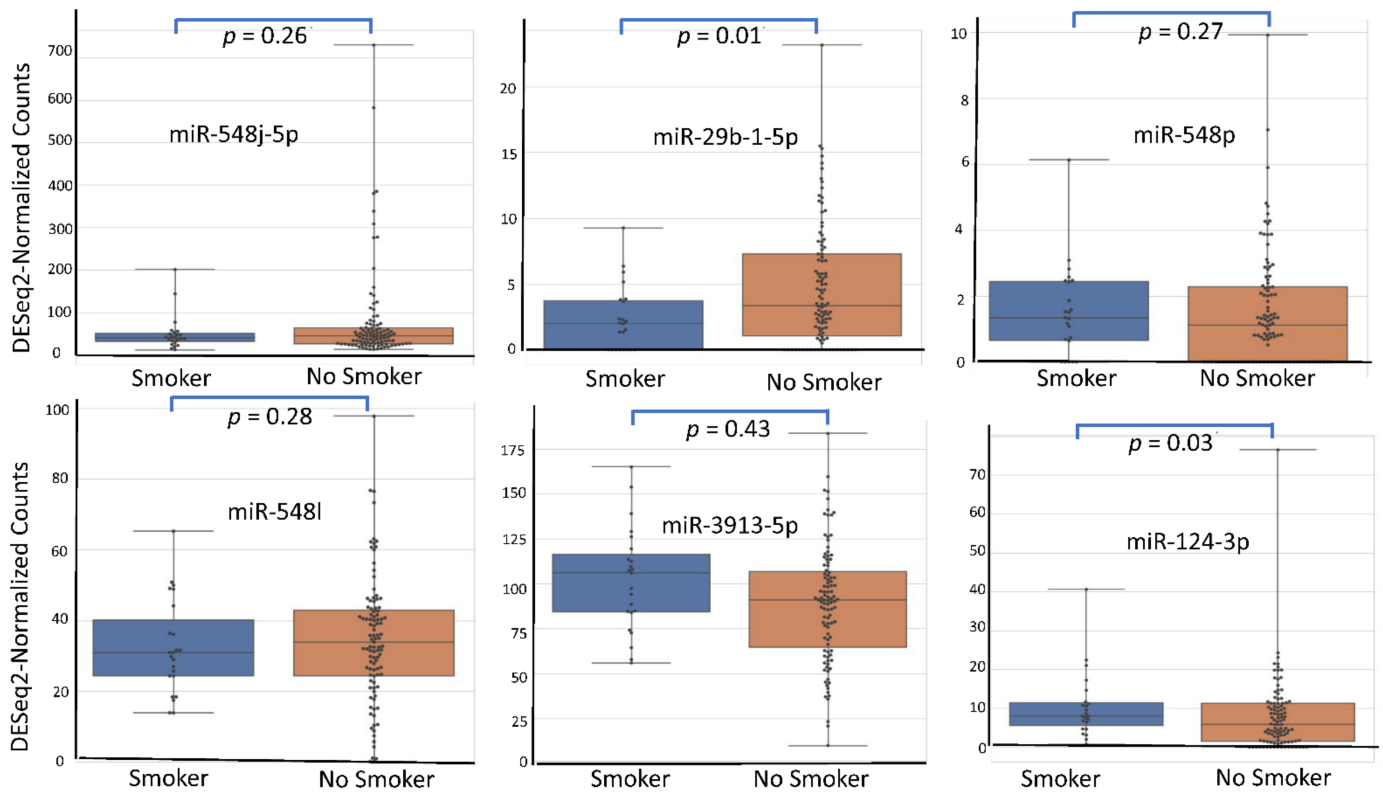 DESeq2-Normalized Counts
p = 0.26
miR-548j-5p
700
600
500
400
300
200
100
0
Smoker
No Smoker
p = 0.01
miR-29b-1-5p
20
15
10
5
0
Smoker
No Smoker
p = 0.27
miR-548p
10
8
6
4
2
0
Smoker
No Smoker
DESeq2-Normalized Counts
p = 0.28
miR-548l
100
80
60
40
20
0
Smoker
No Smoker
p = 0.43
miR-3913-5p
175
150
125
100
75
50
25
0
Smoker
No Smoker
p = 0.03
miR-124-3p
70
60
50
40
30
20
10
0
Smoker
No Smoker